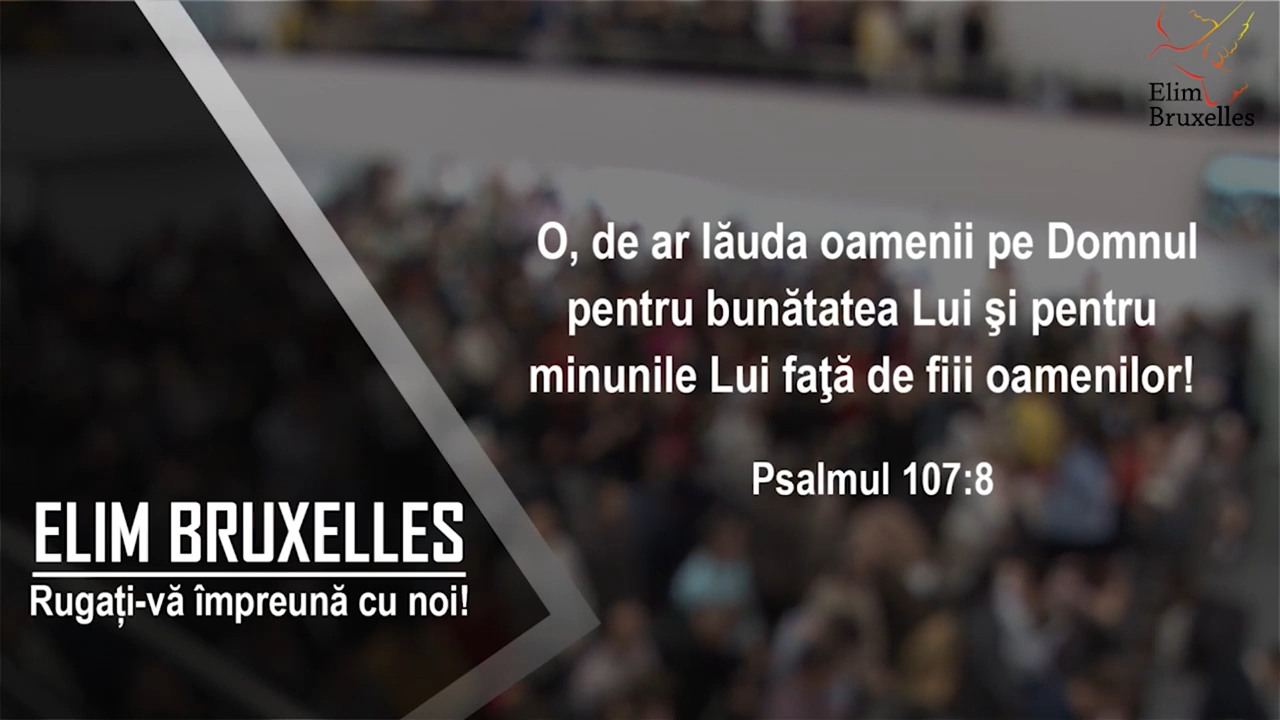 Elim
Bruxelles
O, de ar lăuda oamenii pe Domnul
pentru bunătatea Lui şi pentru
minunile Lui faţă de fiii oamenilor!
Psalmul 107:8
ELIM BRUXELLES
Rugați-vă împreună cu noi!